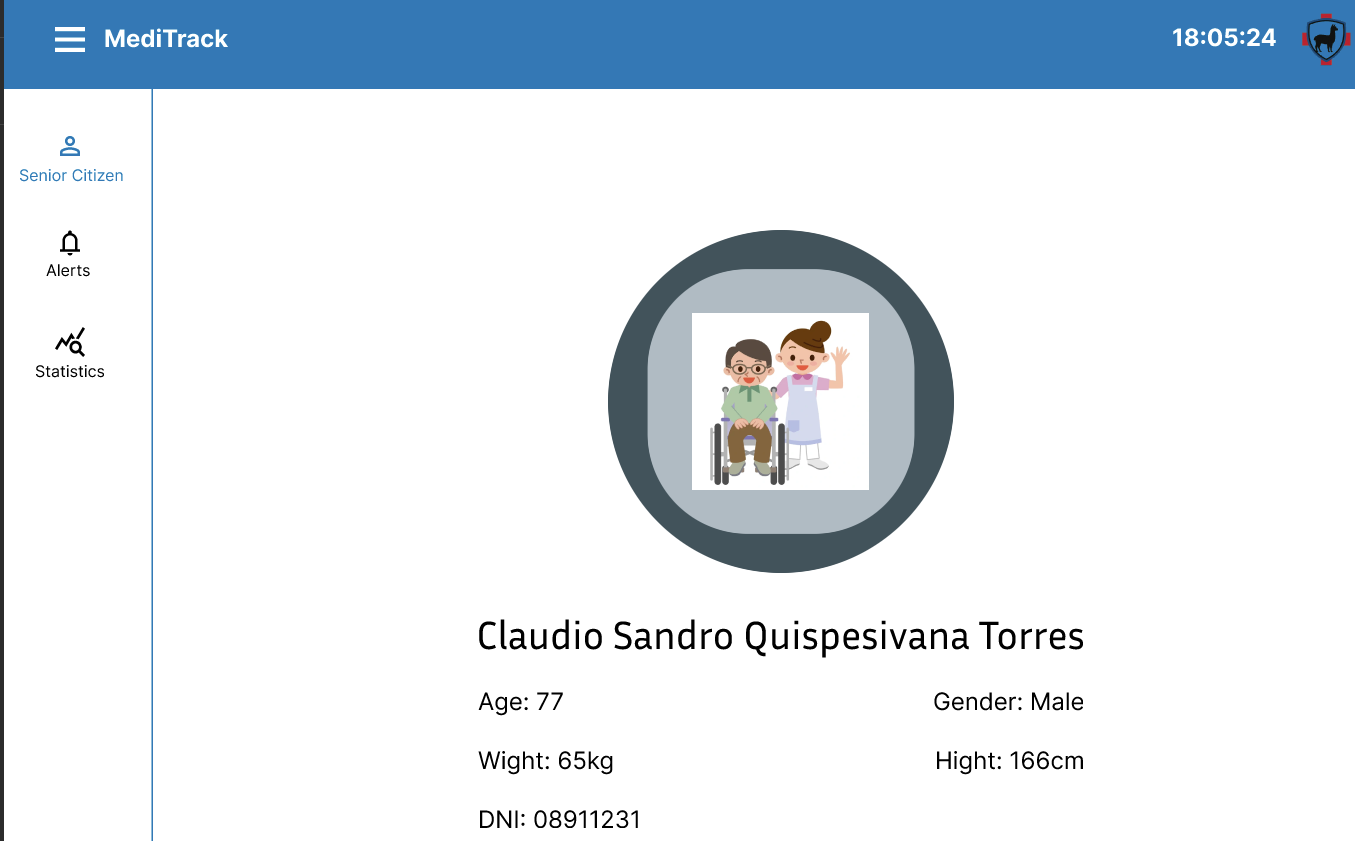 MediTrack
18:05:24
Senior Citizen
Alerts
Statistics
Claudio Sandro Quispesivana Torres
Age: 77
Gender: Male
Wight: 65kg
Hight: 166cm
DNI: 08911231